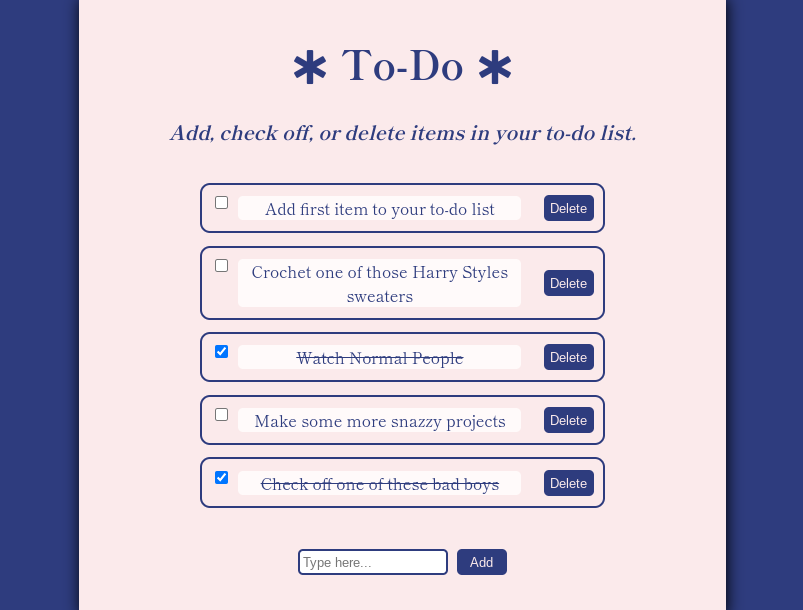 ∗ To-Do ∗
Add, check off, or delete items in your to-do list.
Add first item to your to-do list
Delete
Crochet one of those Harry Styles
sweaters
Delete
Watch Normal People
Delete
Make some more snazzy projects
Delete
Check off one of these bad boys
Delete
Type here...
Add